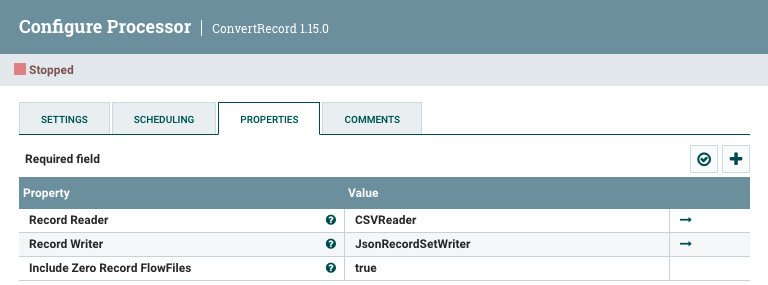 Configure Processor | ConvertRecord 1.15.0
Stopped
SETTINGS SCHEDULING PROPERTIES COMMENTS
Required field
Property Value
Record Reader CSVReader
Record Writer JsonRecordSetWriter
Include Zero Record FlowFiles true